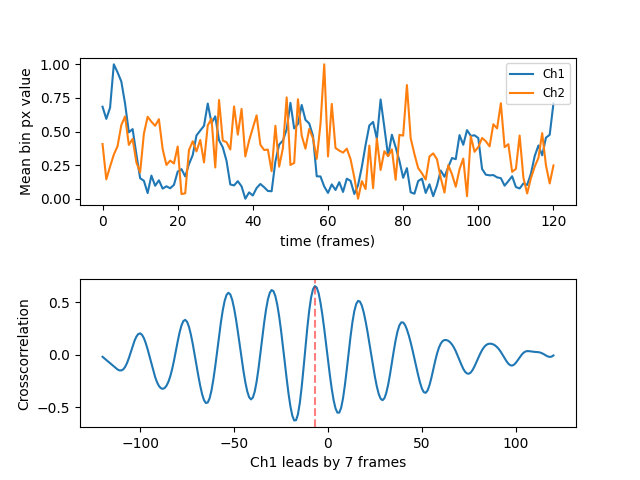 1.00
0.75
0.50
0.25
0.00
Mean bin px value
Ch1
Ch2
0 20 40 60 80 100 120
time (frames)
0.5
0.0
−0.5
Crosscorrelation
−100 −50 0 50 100
Ch1 leads by 7 frames